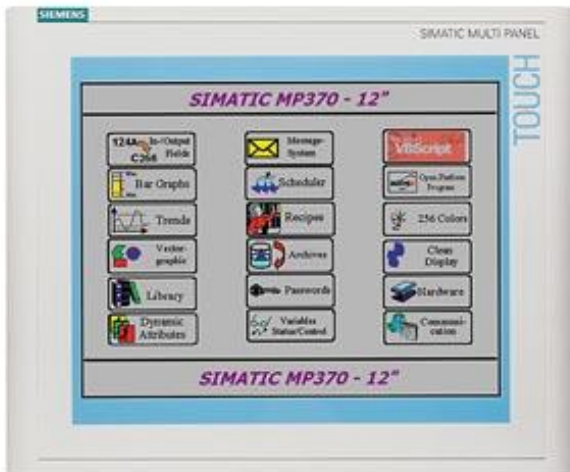 SIEMENS
SIMATIC MULTI PANEL
TOUCH
SIMATIC MP370 - 12"
124A
In-/Output
Fields
C256
Message-
System
VBScript
Bar Graphs
Scheduler
Open Platform
Program
Trends
Recipes
256 Colors
Vector-
graphic
Archives
Clean
Display
Library
Passwords
Hardware
Dynamic
Attributes
Variables
Status/Control
Communi-
cation
SIMATIC MP370 - 12"